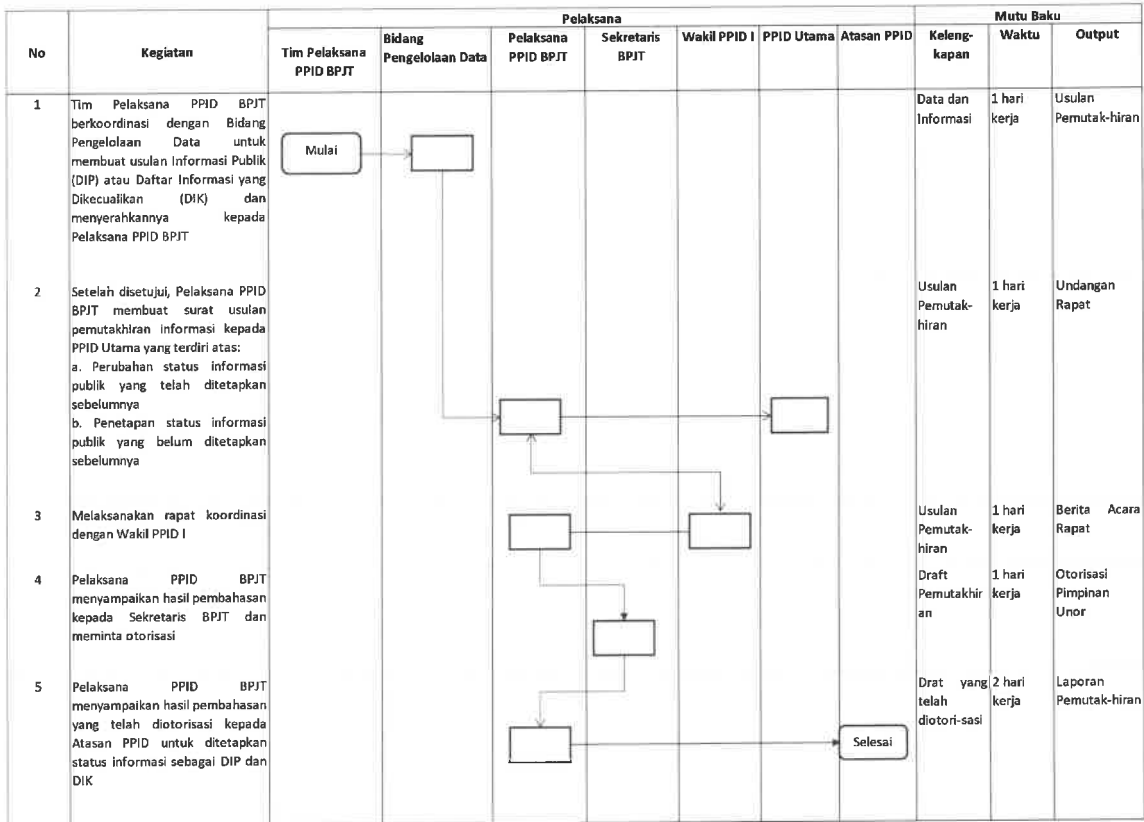 Pelaksana
Mutu Baku
No
Kegiatan
Tim Pelaksana
PPID BPJT
Bidang
Pengelolaan Data
Pelaksana
PPID BPJT
Sekretaris
BPJT
Wakil PPID I
PPID Utama
Atasan PPID
Keleng-
kapan
Waktu
Output
1
Tim Pelaksana PPID BPJT
berkoordinasi dengan Bidang
Pengelolaan Data untuk
membuat usulan Informasi Publik
(DIP) atau Daftar Informasi yang
Dikecualikan (DIK) dan
menyerahkannya kepada
Pelaksana PPID BPJT
Mulai
Data dan
Informasi
1 hari
kerja
Usulan
Pemutak-hiran
2
Setelah disetujui, Pelaksana PPID
BPJT membuat surat usulan
pemutakhiran informasi kepada
PPID Utama yang terdiri atas:
a. Perubahan status informasi
publik yang telah ditetapkan
sebelumnya
b. Penetapan status informasi
publik yang belum ditetapkan
sebelumnya
Usulan
Pemutak-
hiran
1 hari
kerja
Undangan
Rapat
3
Melaksanakan rapat koordinasi
dengan Wakil PPID I
Usulan
Pemutak-
hiran
1 hari
kerja
Berita Acara
Rapat
4
Pelaksana PPID BPJT
menyampaikan hasil pembahasan
kepada Sekretaris BPJT dan
meminta otorisasi
Draft
Pemutakhir
an
1 hari
kerja
Otorisasi
Pimpinan
Unor
5
Pelaksana PPID BPJT
menyampaikan hasil pembahasan
yang telah diotorisasi kepada
Atasan PPID untuk ditetapkan
status informasi sebagai DIP dan
DIK
Selesai
Drat yang
telah
diotori-sasi
2 hari
kerja
Laporan
Pemutak-hiran